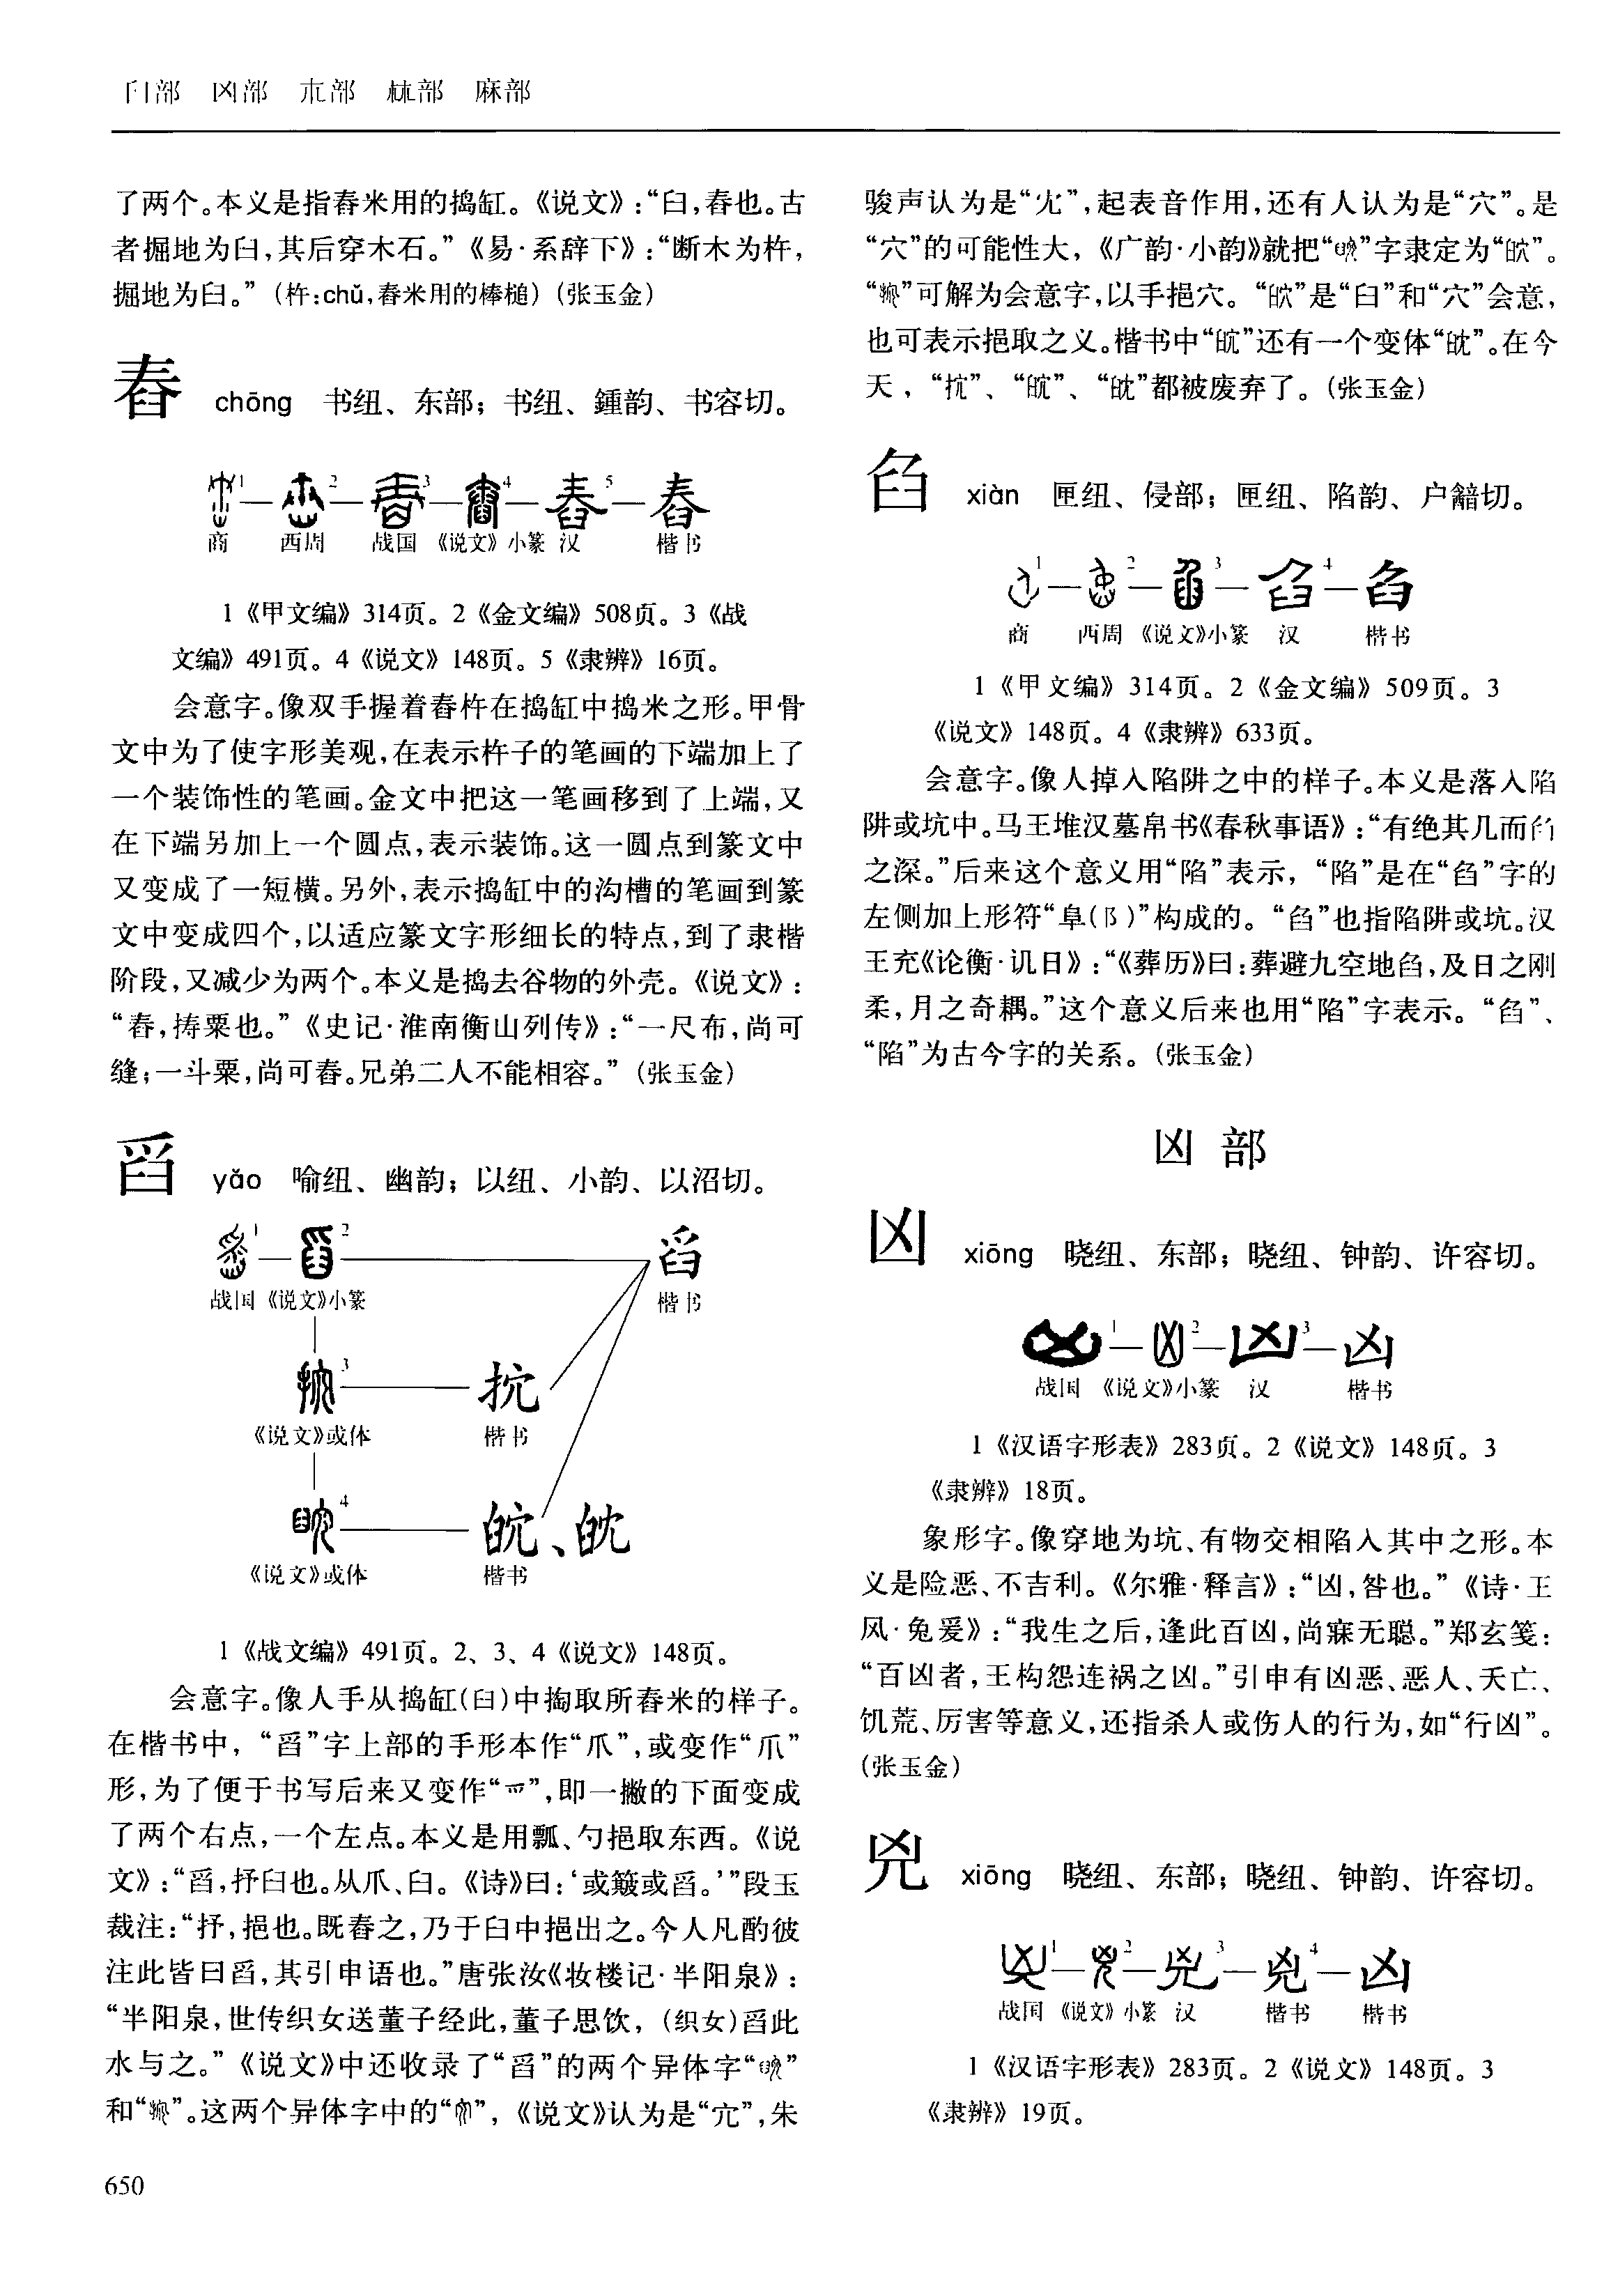 臼部　凶部　朩部　𣏟部　麻部
了两个。本义是指舂米用的捣缸。《说文》：“臼，舂也。古
者掘地为臼，其后穿木石。”《易·系辞下》：“断木为杵，
掘地为臼。”（杵：chǔ，舂米用的棒槌）（张玉金）
舂　chōng　书纽、东部；书纽、鍾韵、书容切。
1—2—3—4—5—舂
商　西周　战国　《说文》小篆　汉　楷书
1《甲文编》314页。2《金文编》508页。3《战
文编》491页。4《说文》148页。5《隶辨》16页。
会意字。像双手握着舂杵在捣缸中捣米之形。甲骨
文中为了使字形美观，在表示杵子的笔画的下端加上了
一个装饰性的笔画。金文中把这一笔画移到了上端，又
在下端另加上一个圆点，表示装饰。这一圆点到篆文中
又变成了一短横。另外，表示捣缸中的沟槽的笔画到篆
文中变成四个，以适应篆文字形细长的特点，到了隶楷
阶段，又减少为两个。本义是捣去谷物的外壳。《说文》：
“舂，捣粟也。”《史记·淮南衡山列传》：“一尺布，尚可
缝；一斗粟，尚可舂。兄弟二人不能相容。”（张玉金）
舀　yǎo　喻纽、幽韵；以纽、小韵、以沼切。
1—2—舀
战国　《说文》小篆　楷书
3—抭
《说文》或体　楷书
4—㿽、
《说文》或体　楷书
1《战文编》491页。2、3、4《说文》148页。
会意字。像人手从捣缸（臼）中掏取所舂米的样子。
在楷书中，“舀”字上部的手形本作“爪”，或变作“爪”
形，为了便于书写后来又变作“爫”，即一撇的下面变成
了两个右点，一个左点。本义是用瓢、勺挹取东西。《说
文》：“舀，抒臼也。从爪、臼。《诗》曰：‘或簸或舀。’”段玉
裁注：“抒，挹也。既舂之，乃于臼中挹出之。今人凡酌彼
注此皆曰舀，其引申语也。”唐张泌《妆楼记·半阳泉》：
“半阳泉，世传织女送董子经此，董子思饮，（织女）舀此
水与之。”《说文》中还收录了“舀”的两个异体字“”
和“”。这两个异体字中的“”，《说文》认为是“宂”，朱
650
骏声认为是“冘”，起表音作用，还有人认为是“穴”。是
“穴”的可能性大，《广韵·小韵》就把“”字隶定为“”。
“”可解为会意字，以手挹穴。“”是“臼”和“穴”会意，
也可表示挹取之义。楷书中“”还有一个变体“”。在今
天，“抭”、“”、“”都被废弃了。（张玉金）
臽　xiàn　匣纽、侵部；匣纽、陷韵、户韽切。
1—2—3—4—臽
商　西周　《说文》小篆　汉　楷书
1《甲文编》314页。2《金文编》509页。3
《说文》148页。4《隶辨》633页。
会意字。像人掉入陷阱之中的样子。本义是落入陷
阱或坑中。马王堆汉墓帛书《春秋事语》：“有绝其几而臽
之深。”后来这个意义用“陷”表示，“陷”是在“臽”字的
左侧加上形符“阜（阝）”构成的。“臽”也指陷阱或坑。汉
王充《论衡·讥日》：“《葬历》曰：葬避九空地臽，及日之刚
柔，月之奇耦。”这个意义后来也用“陷”字表示。“臽”、
“陷”为古今字的关系。（张玉金）
凶　部
凶　xiōng　晓纽、东部；晓纽、钟韵、许容切。
1—2—3—凶
战国　《说文》小篆　汉　楷书
1《汉语字形表》283页。2《说文》148页。3
《隶辨》18页。
象形字。像穿地为坑、有物交相陷入其中之形。本
义是险恶、不吉利。《尔雅·释言》：“凶，咎也。”《诗·王
风·兔爰》：“我生之后，逢此百凶，尚寐无聪。”郑玄笺：
“百凶者，王构怨连祸之凶。”引申有凶恶、恶人、夭亡、
饥荒、厉害等意义，还指杀人或伤人的行为，如“行凶”。
（张玉金）
兇　xiōng　晓纽、东部；晓纽、钟韵、许容切。
1—2—3—兇4—凶
战国　《说文》小篆　汉　楷书　楷书
1《汉语字形表》283页。2《说文》148页。3
《隶辨》19页。